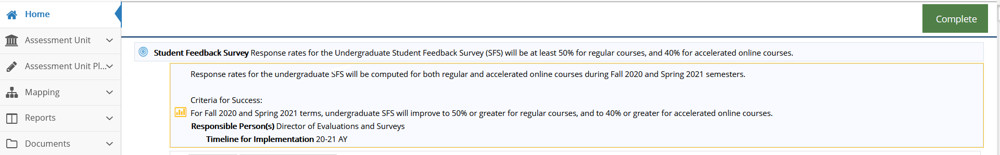 Home
Assessment Unit
Assessment Unit Pl...
Mapping
Reports
Documents
Complete
Student Feedback Survey Response rates for the Undergraduate Student Feedback Survey (SFS) will be at least 50% for regular courses, and 40% for accelerated online courses.
Response rates for the undergraduate SFS will be computed for both regular and accelerated online courses during Fall 2020 and Spring 2021 semesters.
Criteria for Success:
For Fall 2020 and Spring 2021 terms, undergraduate SFS will improve to 50% or greater for regular courses, and to 40% or greater for accelerated online courses.
Responsible Person(s) Director of Evaluations and Surveys
Timeline for Implementation 20-21 AY